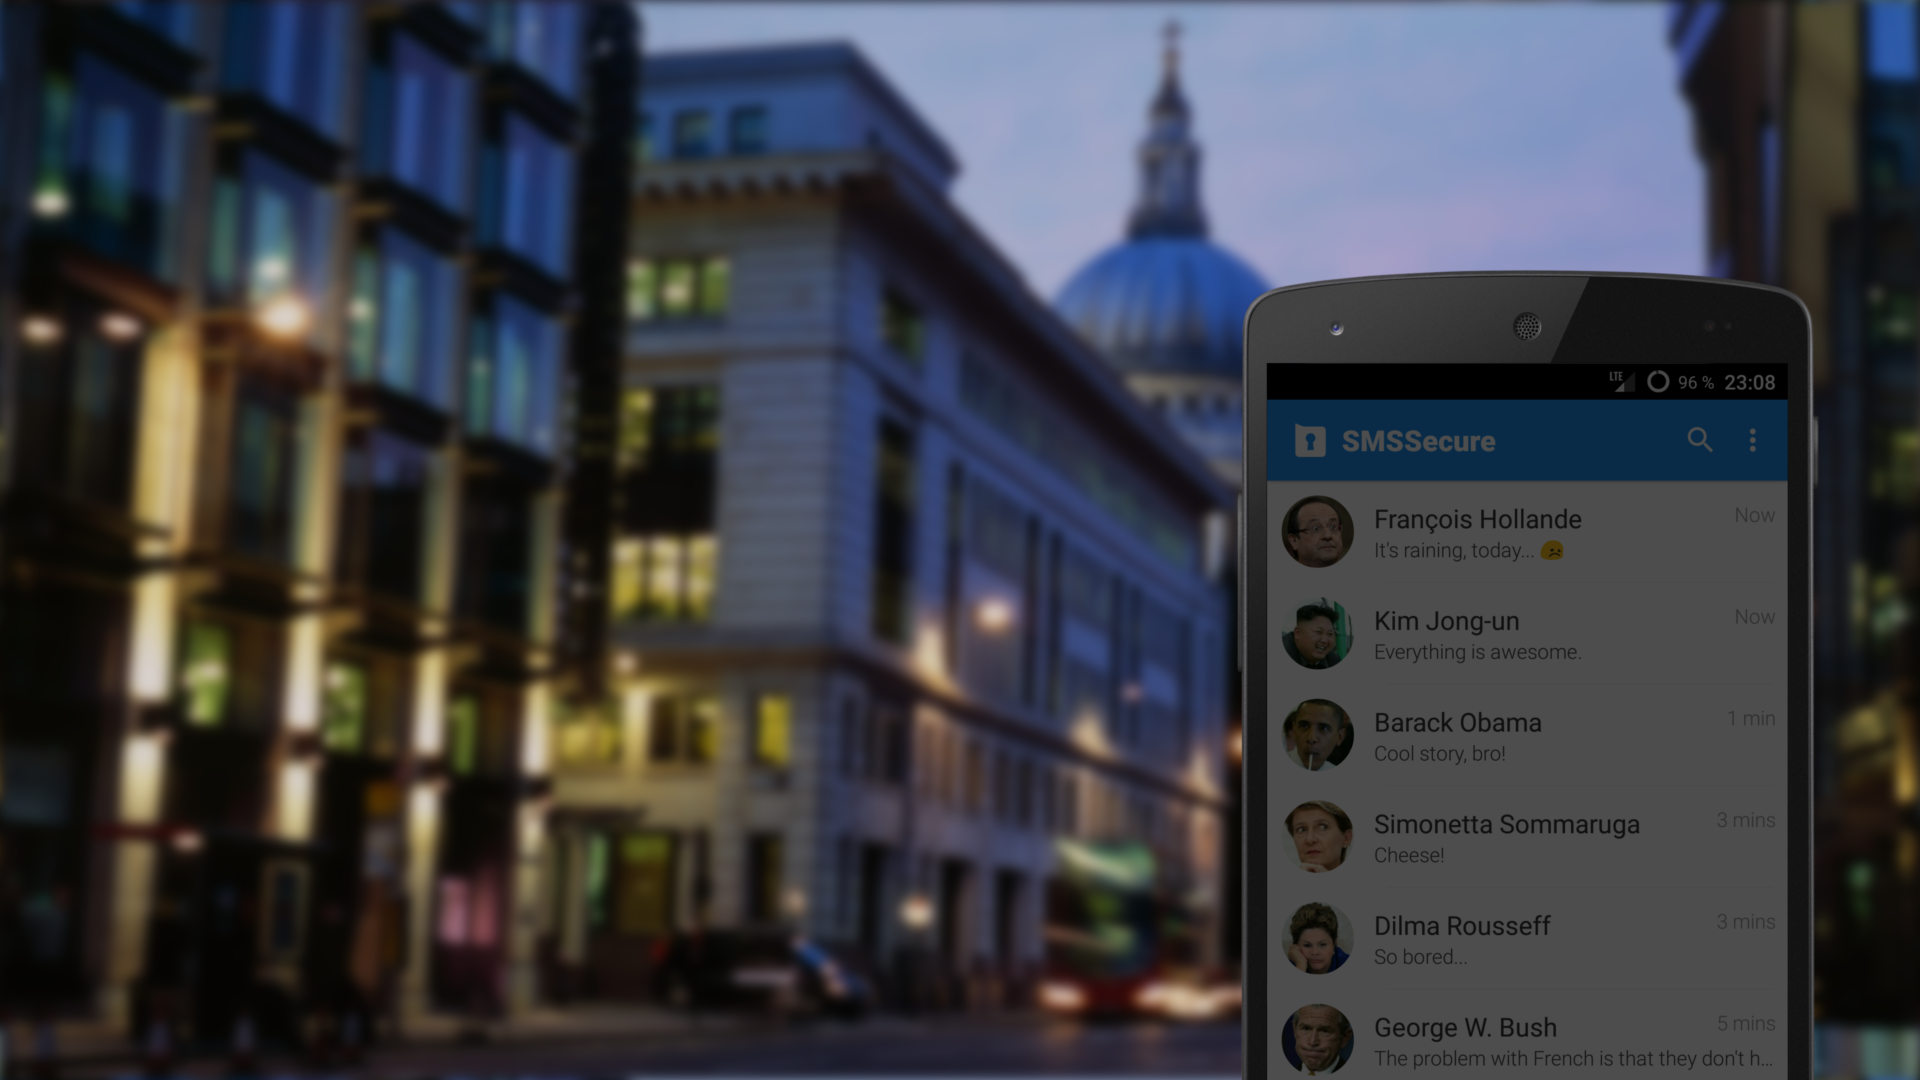 LTE 96 % 23:08
SMSSecure
François Hollande Now
It's raining, today... 😞
Kim Jong-un Now
Everything is awesome.
Barack Obama 1 min
Cool story, bro!
Simonetta Sommaruga 3 mins
Cheese!
Dilma Rousseff 3 mins
So bored...
George W. Bush 5 mins
The problem with French is that they don't h...